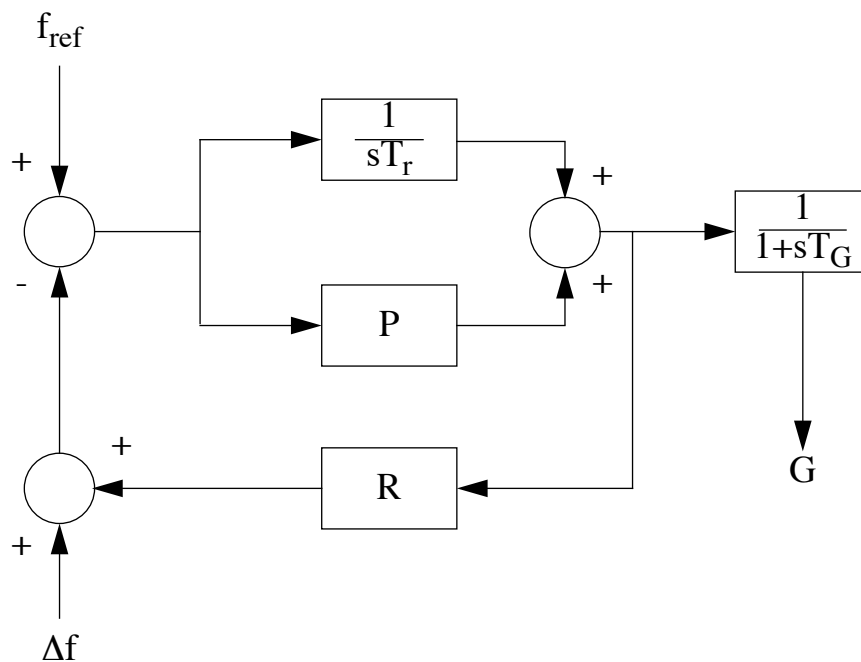 f_ref
+
1
sT_r
+
1
1+sT_G
-
+
P
+
R
G
+
Δf